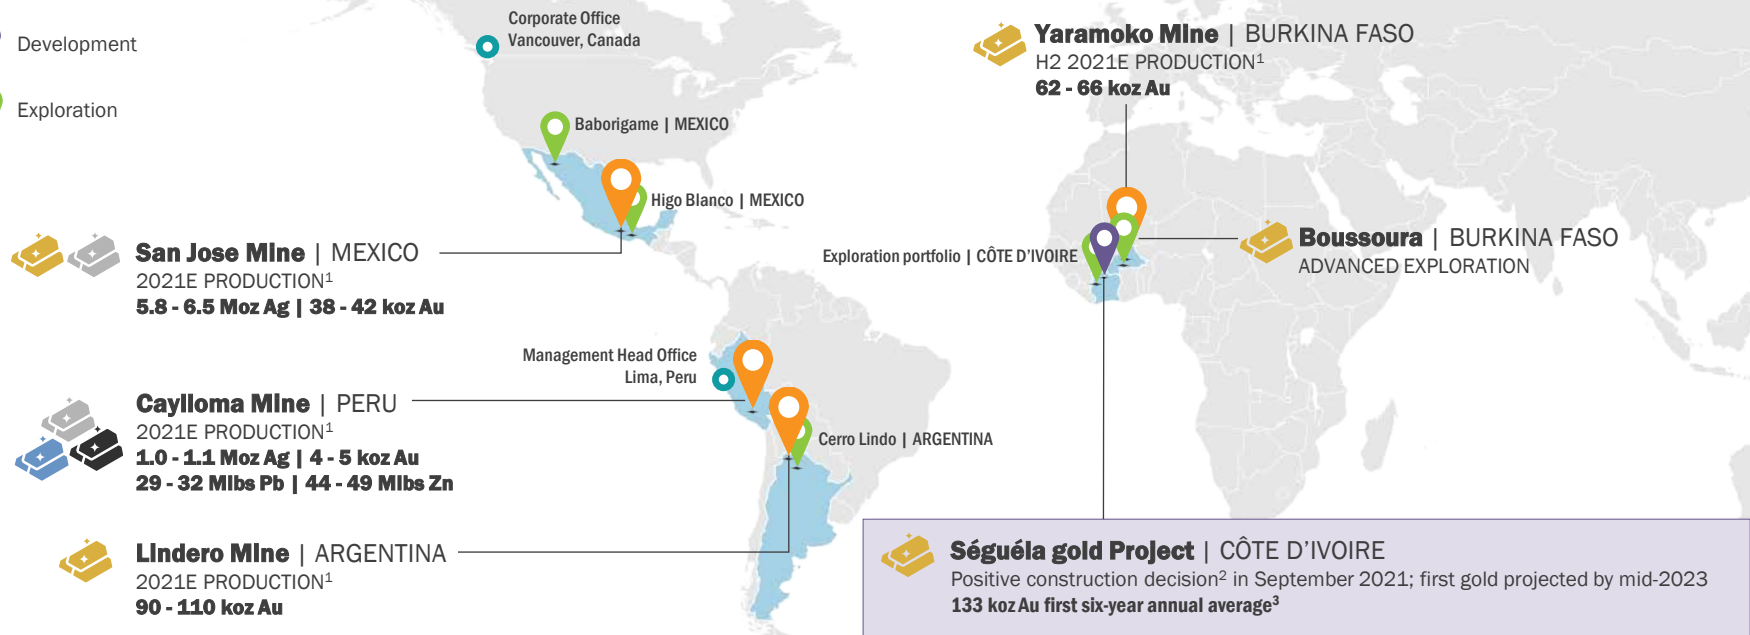 Development
Exploration
Corporate Office
Vancouver, Canada
Baborigame | MEXICO
Higo Blanco | MEXICO
San Jose Mine | MEXICO
2021E PRODUCTION¹
5.8 - 6.5 Moz Ag | 38 - 42 koz Au
Management Head Office
Lima, Peru
Caylloma Mine | PERU
2021E PRODUCTION¹
1.0 - 1.1 Moz Ag | 4 - 5 koz Au
29 - 32 Mlbs Pb | 44 - 49 Mlbs Zn
Cerro Lindo | ARGENTINA
Lindero Mine | ARGENTINA
2021E PRODUCTION¹
90 - 110 koz Au
Yaramoko Mine | BURKINA FASO
H2 2021E PRODUCTION¹
62 - 66 koz Au
Exploration portfolio | CÔTE D'IVOIRE
Boussoura | BURKINA FASO
ADVANCED EXPLORATION
Séguéla gold Project | CÔTE D'IVOIRE
Positive construction decision² in September 2021; first gold projected by mid-2023
133 koz Au first six-year annual average³